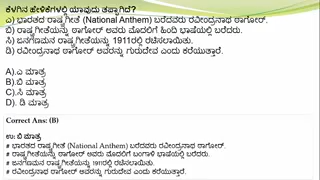 ಕೆಳಗಿನ ಹೇಳಿಕೆಗಳಲ್ಲಿ ಯಾವುದು ತಪ್ಪಾಗಿದೆ?
ಎ) ಭಾರತದ ರಾಷ್ಟ್ರಗೀತೆ (National Anthem) ಬರೆದವರು ರವೀಂದ್ರನಾಥ ಠಾಗೋರ್.
ಬಿ) ರಾಷ್ಟ್ರಗೀತೆಯನ್ನು ಠಾಗೋರ್ ಅವರು ಮೊದಲಿಗೆ ಹಿಂದಿ ಭಾಷೆಯಲ್ಲಿ ಬರೆದರು.
ಸಿ) ಜನಗಣಮನ ರಾಷ್ಟ್ರಗೀತೆಯನ್ನು 1911ರಲ್ಲಿ ರಚಿಸಲಾಯಿತು.
ಡಿ) ರವೀಂದ್ರನಾಥ ಠಾಗೋರ್ ಅವರನ್ನು ಗುರುದೇವ ಎಂದು ಕರೆಯುತ್ತಾರೆ.
A).ಎ ಮಾತ್ರ
B).ಬಿ ಮಾತ್ರ
C).ಸಿ ಮಾತ್ರ
D). ಡಿ ಮಾತ್ರ
Correct Ans: (B)
ಉ: ಬಿ ಮಾತ್ರ
# ಭಾರತದ ರಾಷ್ಟ್ರಗೀತೆ (National Anthem) ಬರೆದವರು ರವೀಂದ್ರನಾಥ ಠಾಗೋರ್.
# ರಾಷ್ಟ್ರಗೀತೆಯನ್ನು ಠಾಗೋರ್ ಅವರು ಮೊದಲಿಗೆ ಬಂಗಾಳಿ ಭಾಷೆಯಲ್ಲಿ ಬರೆದರು.
# ಜನಗಣಮನ ರಾಷ್ಟ್ರಗೀತೆಯನ್ನು 1911ರಲ್ಲಿ ರಚಿಸಲಾಯಿತು.
# ರವೀಂದ್ರನಾಥ ಠಾಗೋರ್ ಅವರನ್ನು ಗುರುದೇವ ಎಂದು ಕರೆಯುತ್ತಾರೆ.